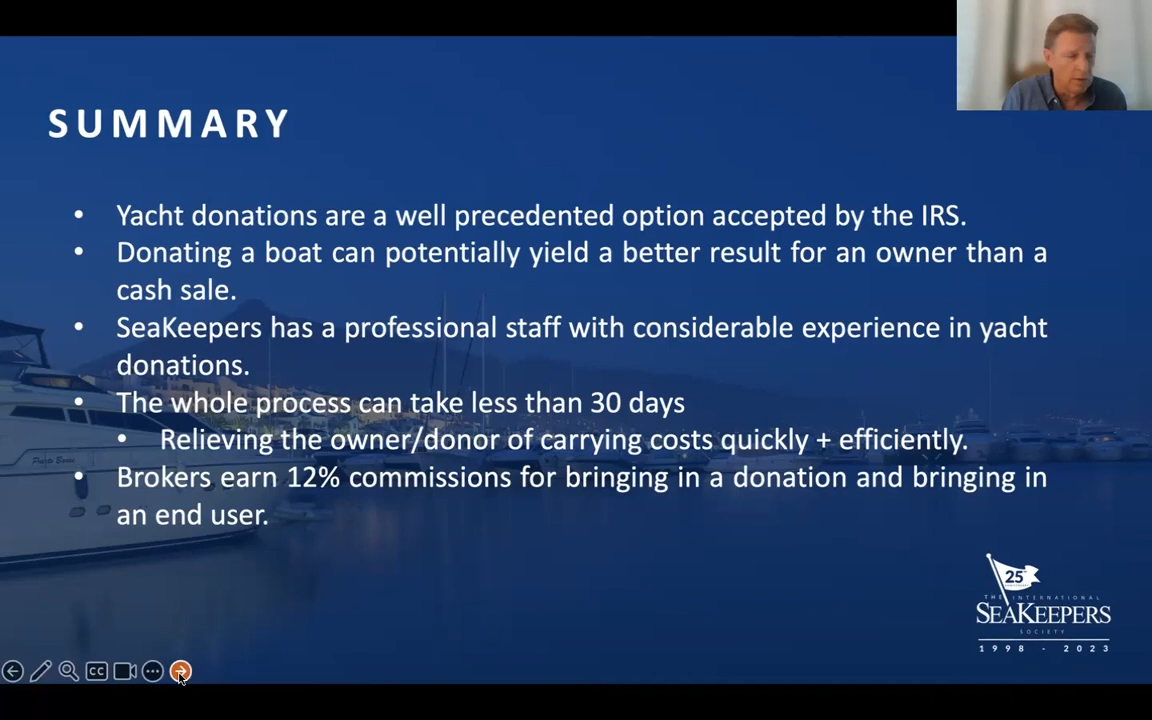 SUMMARY
• Yacht donations are a well precedented option accepted by the IRS.
• Donating a boat can potentially yield a better result for an owner than a
cash sale.
• SeaKeepers has a professional staff with considerable experience in yacht
donations.
• The whole process can take less than 30 days
• Relieving the owner/donor of carrying costs quickly + efficiently.
• Brokers earn 12% commissions for bringing in a donation and bringing in
an end user.
25
THE INTERNATIONAL
SEAKEEPERS
SOCIETY
1998 - 2023
CC